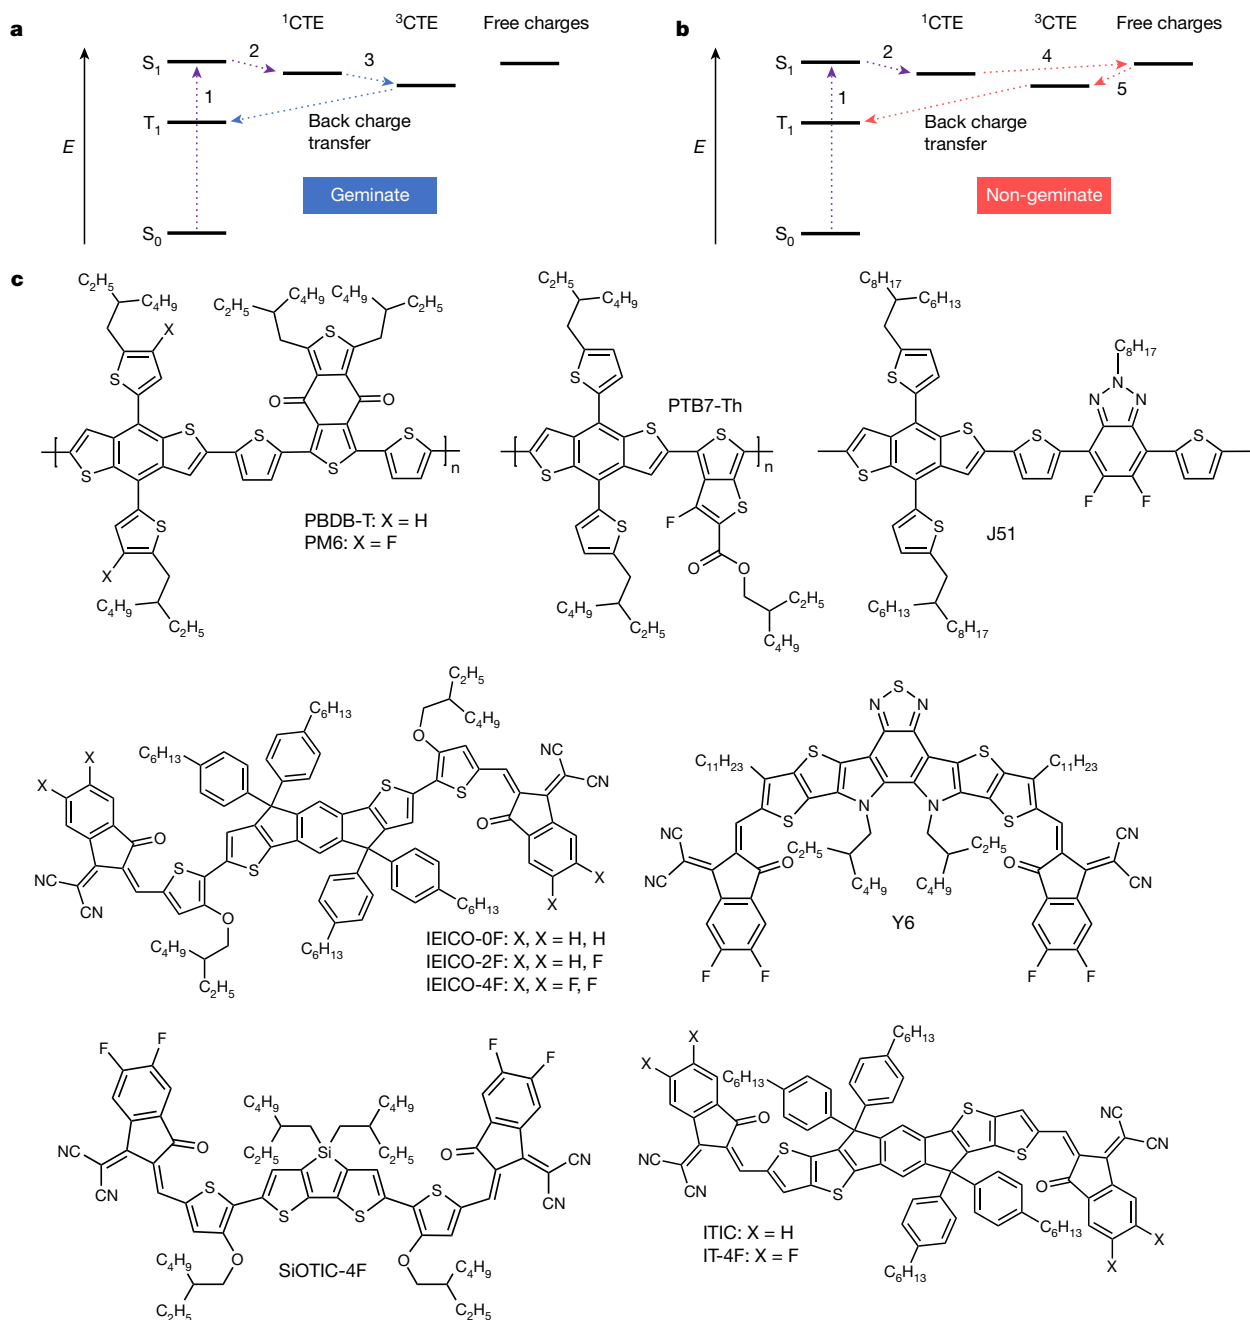 a
¹CTE
³CTE
Free charges
S₁
2
3
1
T₁
Back charge
transfer
E
Geminate
S₀
b
¹CTE
³CTE
Free charges
S₁
2
4
1
5
T₁
Back charge
transfer
E
Non-geminate
S₀
c
C₂H₅
C₄H₉
X
S
C₂H₅
C₄H₉
C₄H₉
C₂H₅
S
O
O
S
S
S
S
S
n
S
X
C₄H₉
C₂H₅
PBDB-T: X = H
PM6: X = F
C₂H₅
C₄H₉
S
PTB7-Th
S
S
S
n
S
F
S
O
O
C₂H₅
C₄H₉
C₄H₉
C₂H₅
C₈H₁₇
C₆H₁₃
S
C₈H₁₇
N
N
N
S
S
S
S
F
F
S
J51
C₆H₁₃
C₈H₁₇
C₂H₅
C₄H₉
O
C₆H₁₃
C₆H₁₃
NC
CN
X
X
S
S
O
O
S
S
X
X
NC
CN
O
C₆H₁₃
C₆H₁₃
C₄H₉
C₂H₅
IEICO-0F: X, X = H, H
IEICO-2F: X, X = H, F
IEICO-4F: X, X = F, F
S
N
N
S
S
C₁₁H₂₃
C₁₁H₂₃
S
N
N
S
CN
NC
C₂H₅
C₂H₅
O
O
C₄H₉
C₄H₉
CN
CN
Y6
F
F
F
F
F
F
F
F
C₄H₉
C₄H₉
C₂H₅
C₂H₅
Si
NC
CN
O
O
CN
CN
S
S
S
S
O
O
C₄H₉
C₂H₅
C₄H₉
C₂H₅
SiOTIC-4F
X
X
C₆H₁₃
C₆H₁₃
O
S
S
NC
CN
NC
CN
S
S
O
X
X
C₆H₁₃
C₆H₁₃
ITIC: X = H
IT-4F: X = F